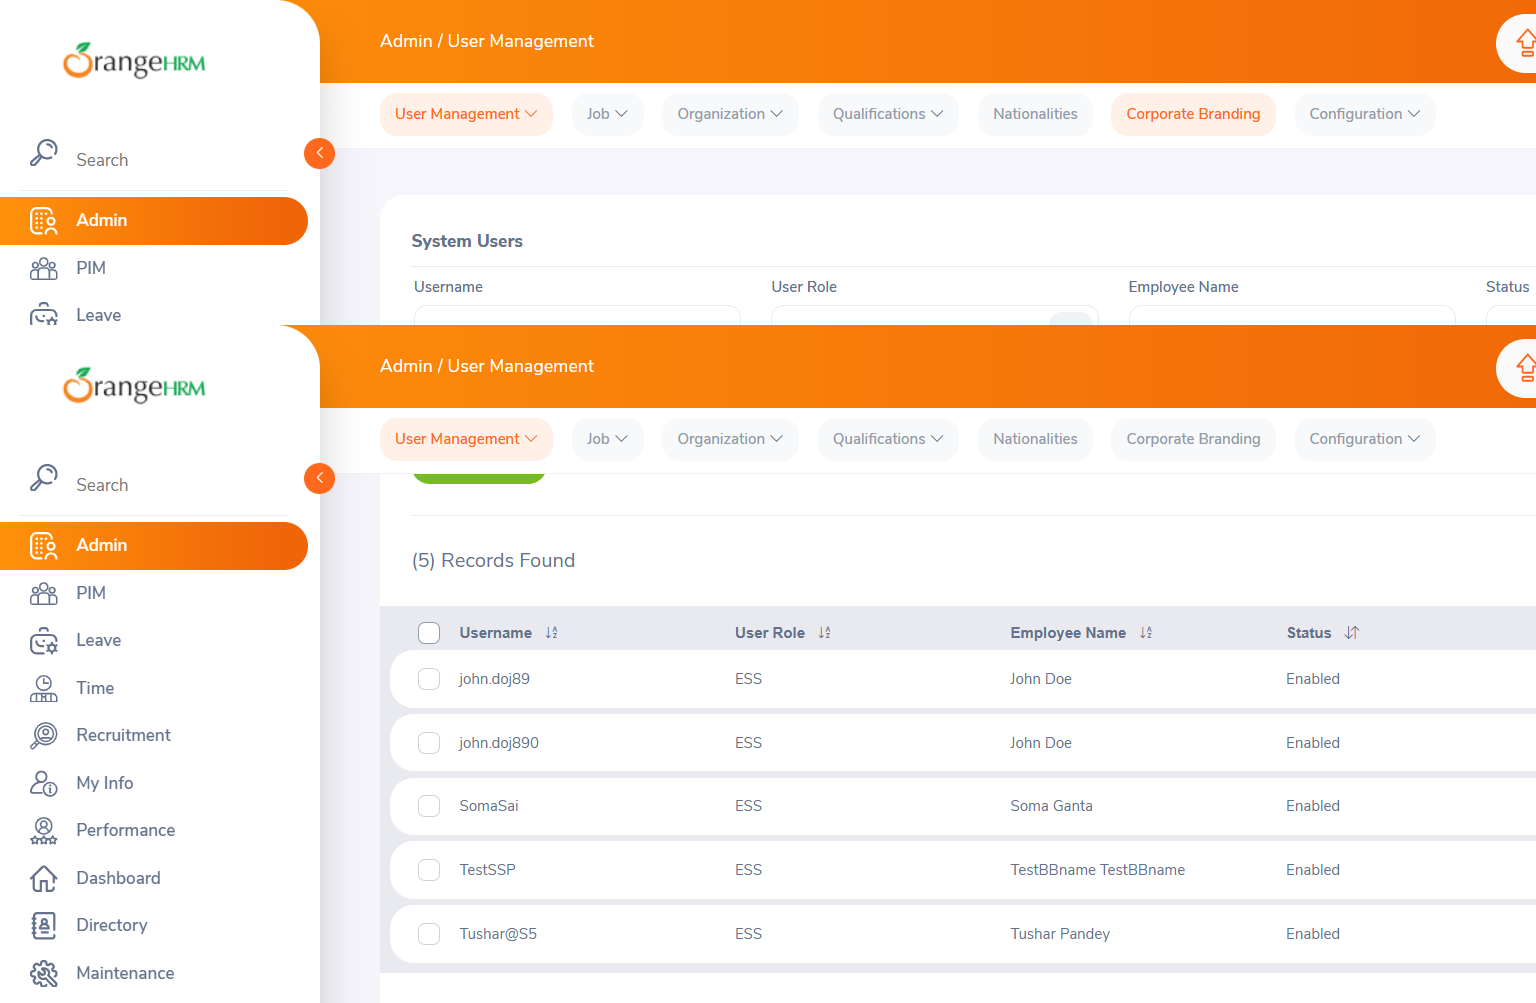 OrangeHRM
Admin / User Management
User Management Job Organization Qualifications Nationalities Corporate Branding Configuration
Search
Admin
PIM
Leave
System Users
Username User Role Employee Name Status
OrangeHRM
Admin / User Management
User Management Job Organization Qualifications Nationalities Corporate Branding Configuration
Search
Admin
PIM
Leave
Time
Recruitment
My Info
Performance
Dashboard
Directory
Maintenance
(5) Records Found
Username User Role Employee Name Status
john.doj89 ESS John Doe Enabled
john.doj890 ESS John Doe Enabled
SomaSai ESS Soma Ganta Enabled
TestSSP ESS TestBBname TestBBname Enabled
Tushar@S5 ESS Tushar Pandey Enabled